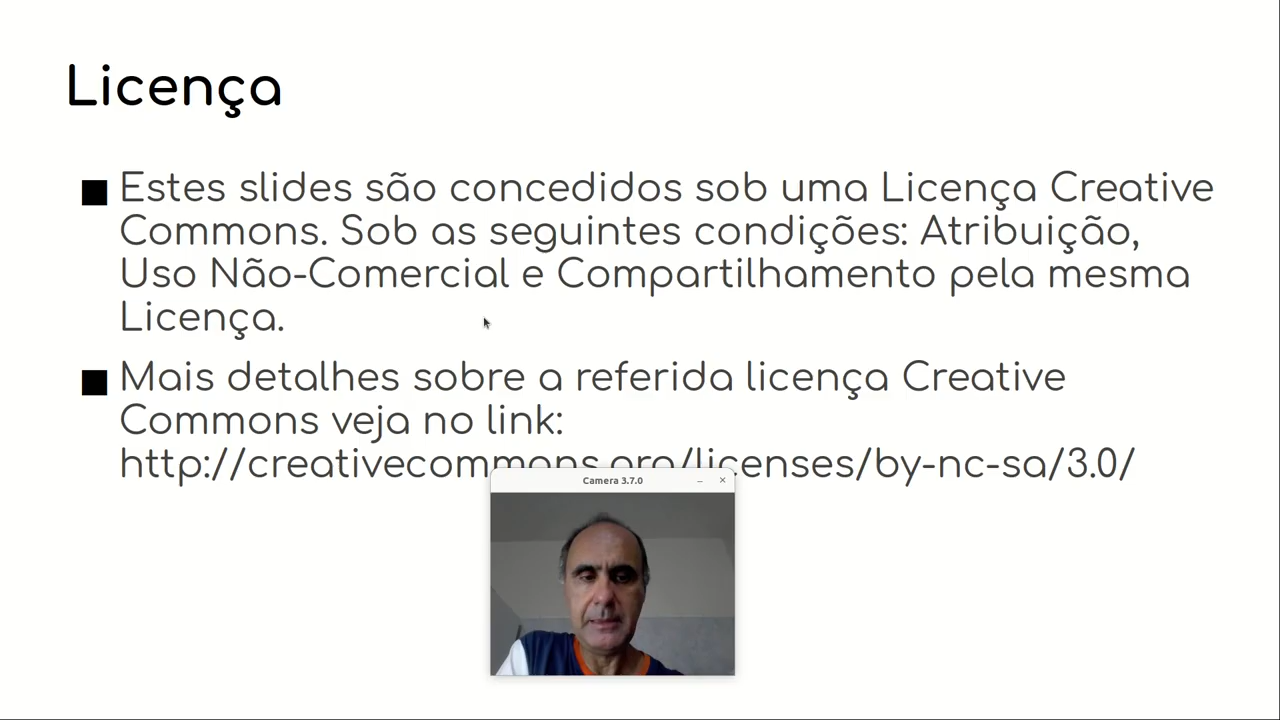 Licença
Estes slides são concedidos sob uma Licença Creative
Commons. Sob as seguintes condições: Atribuição,
Uso Não-Comercial e Compartilhamento pela mesma
Licença.
Mais detalhes sobre a referida licença Creative
Commons veja no link:
http://creativecommons.org/licenses/by-nc-sa/3.0/
Camera 3.7.0